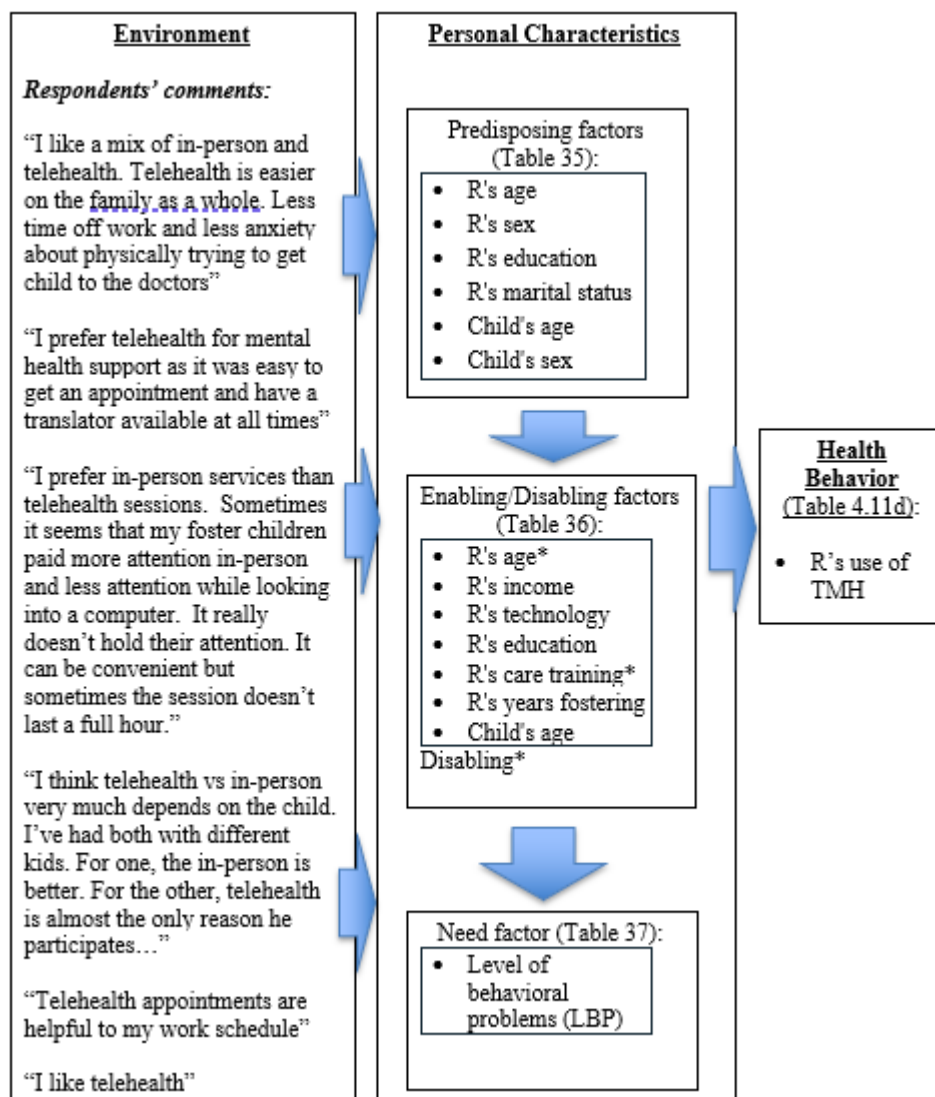 Environment
Respondents’ comments:
“I like a mix of in-person and
telehealth. Telehealth is easier
on the family as a whole. Less
time off work and less anxiety
about physically trying to get
child to the doctors”
“I prefer telehealth for mental
health support as it was easy to
get an appointment and have a
translator available at all times”
“I prefer in-person services than
telehealth sessions.  Sometimes
it seems that my foster children
paid more attention in-person
and less attention while looking
into a computer.  It really
doesn’t hold their attention. It
can be convenient but
sometimes the session doesn’t
last a full hour.”
“I think telehealth vs in-person
very much depends on the child.
I’ve had both with different
kids. For one, the in-person is
better. For the other, telehealth
is almost the only reason he
participates…”
“Telehealth appointments are
helpful to my work schedule”
“I like telehealth”
Personal Characteristics
Predisposing factors
(Table 35):
• R's age
• R's sex
• R's education
• R's marital status
• Child's age
• Child's sex
Enabling/Disabling factors
(Table 36):
• R's age*
• R's income
• R's technology
• R's education
• R's care training*
• R's years fostering
• Child's age
Disabling*
Need factor (Table 37):
• Level of
behavioral
problems (LBP)
Health
Behavior
(Table 4.11d):
• R’s use of
TMH